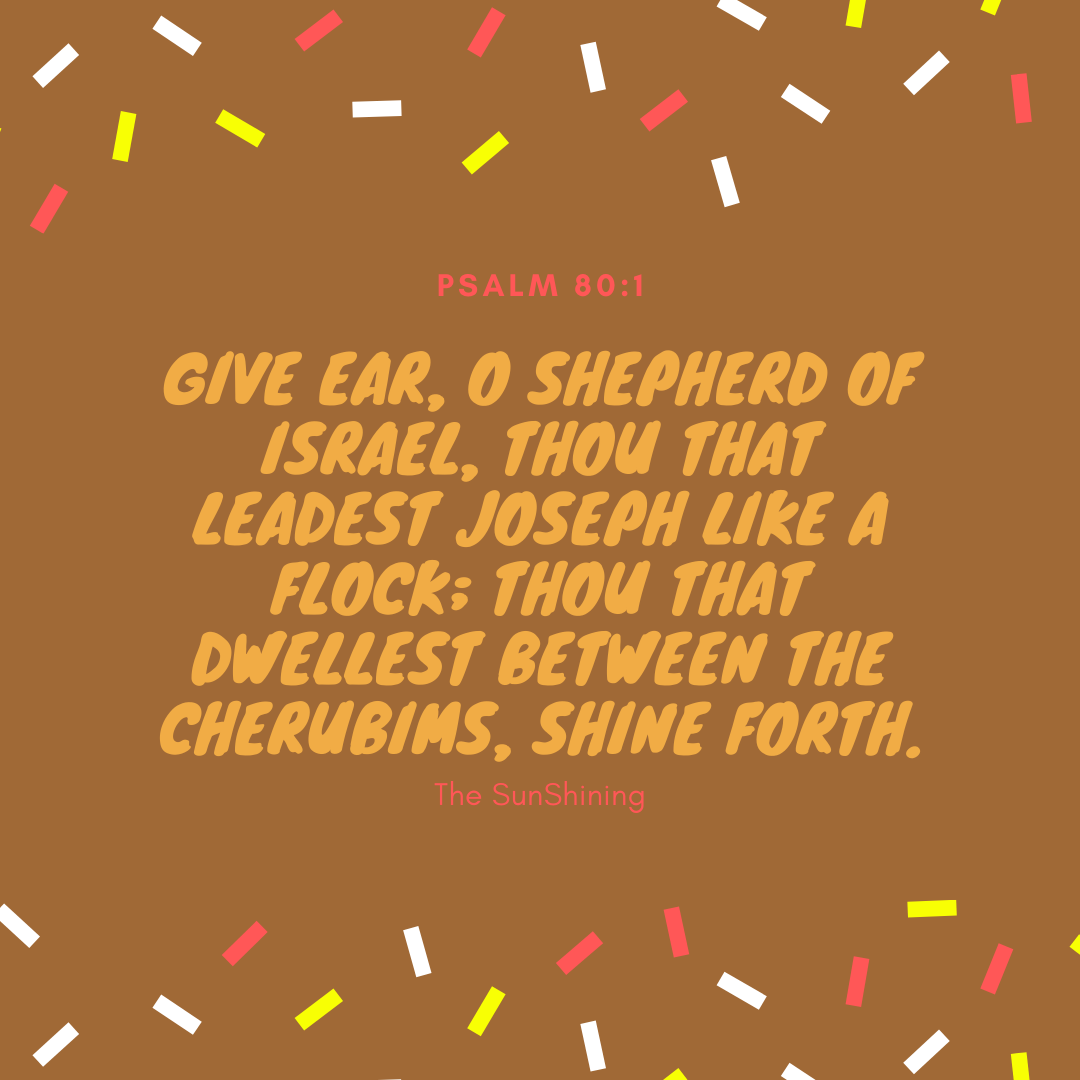 PSALM 80:1
GIVE EAR, O SHEPHERD OF
ISRAEL, THOU THAT
LEADEST JOSEPH LIKE A
FLOCK; THOU THAT
DWELLEST BETWEEN THE
CHERUBIMS, SHINE FORTH.
The SunShining